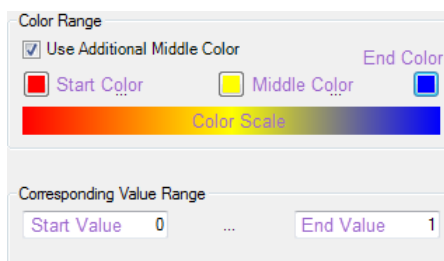 Color Range
Use Additional Middle Color
End Color
Start Color
...
Middle Color
...
Color Scale
Corresponding Value Range
Start Value 0 ... End Value 1